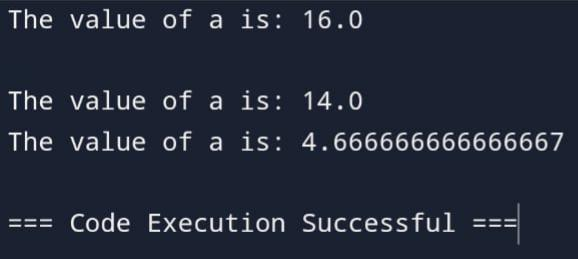 The value of a is: 16.0
The value of a is: 14.0
The value of a is: 4.666666666666667
=== Code Execution Successful ===